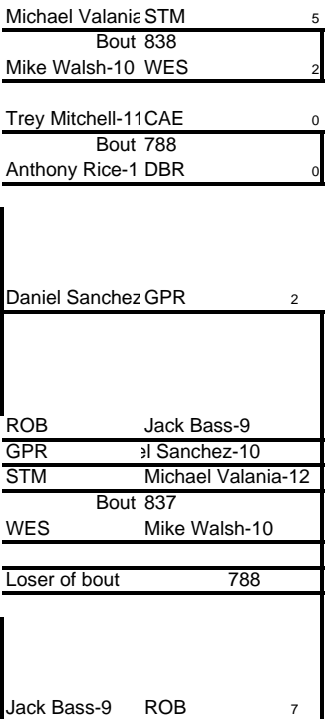 Michael Valania STM 5
Bout 838
Mike Walsh-10 WES 2
Trey Mitchell-11 CAE 0
Bout 788
Anthony Rice-1 DBR 0
Daniel Sanchez GPR 2
ROB Jack Bass-9
GPR el Sanchez-10
STM Michael Valania-12
Bout 837
WES Mike Walsh-10
Loser of bout 788
Jack Bass-9 ROB 7